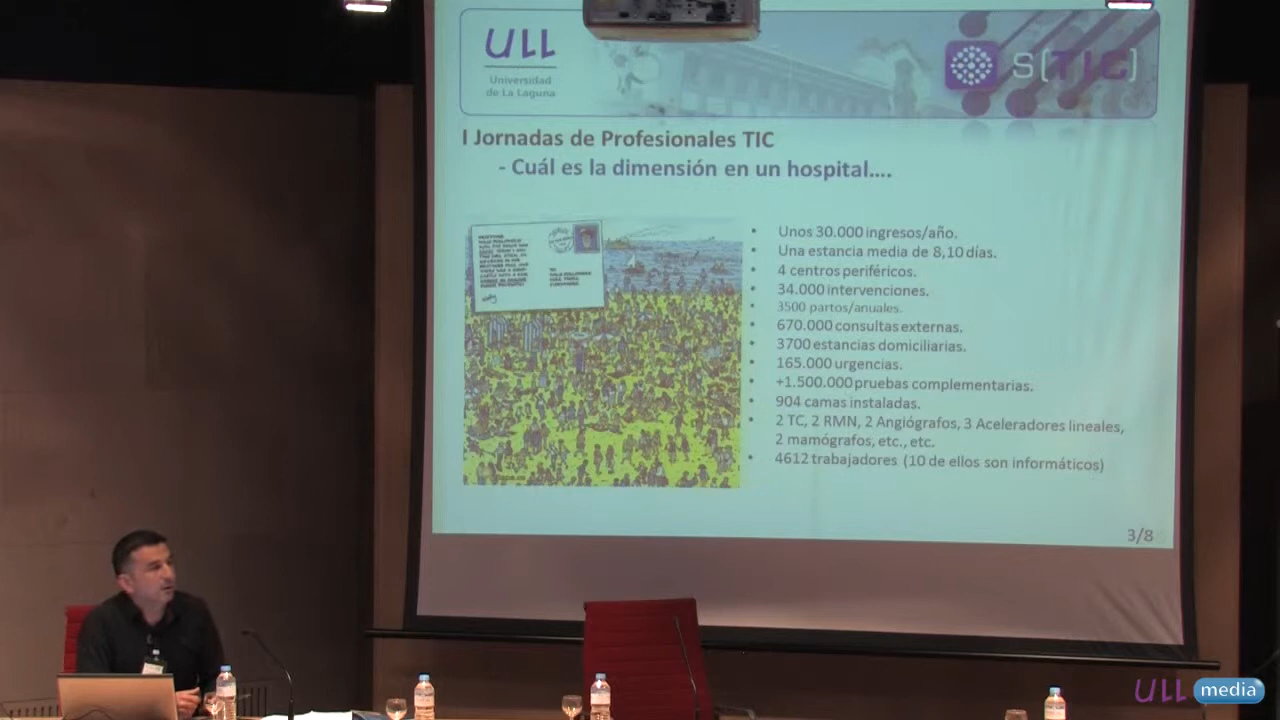 ULL
Universidad
de La Laguna
S[TIC]
I Jornadas de Profesionales TIC
- Cuál es la dimensión en un hospital....
• Unos 30.000 ingresos/año.
• Una estancia media de 8,10 días.
• 4 centros periféricos.
• 34.000 intervenciones.
• 3500 partos/anuales.
• 670.000 consultas externas.
• 3700 estancias domiciliarias.
• 165.000 urgencias.
• +1.500.000 pruebas complementarias.
• 904 camas instaladas.
• 2 TC, 2 RMN, 2 Angiógrafos, 3 Aceleradores lineales,
2 mamógrafos, etc., etc.
• 4612 trabajadores (10 de ellos son informáticos)
3/8
ULL media